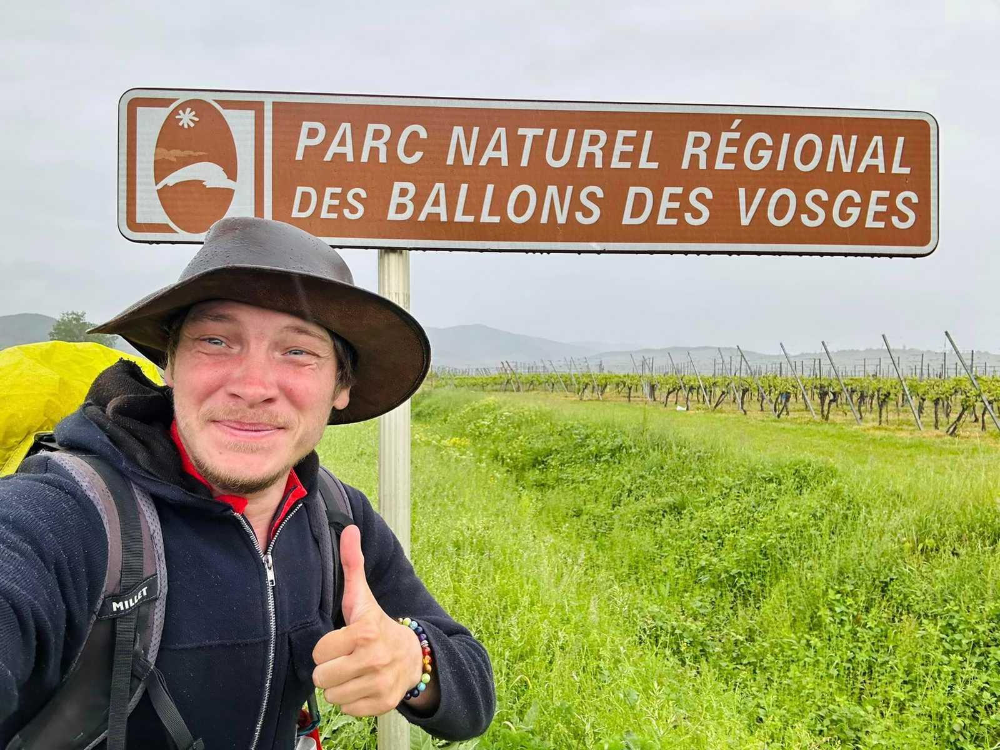 PARC NATUREL RÉGIONAL
DES BALLONS DES VOSGES
MILLET